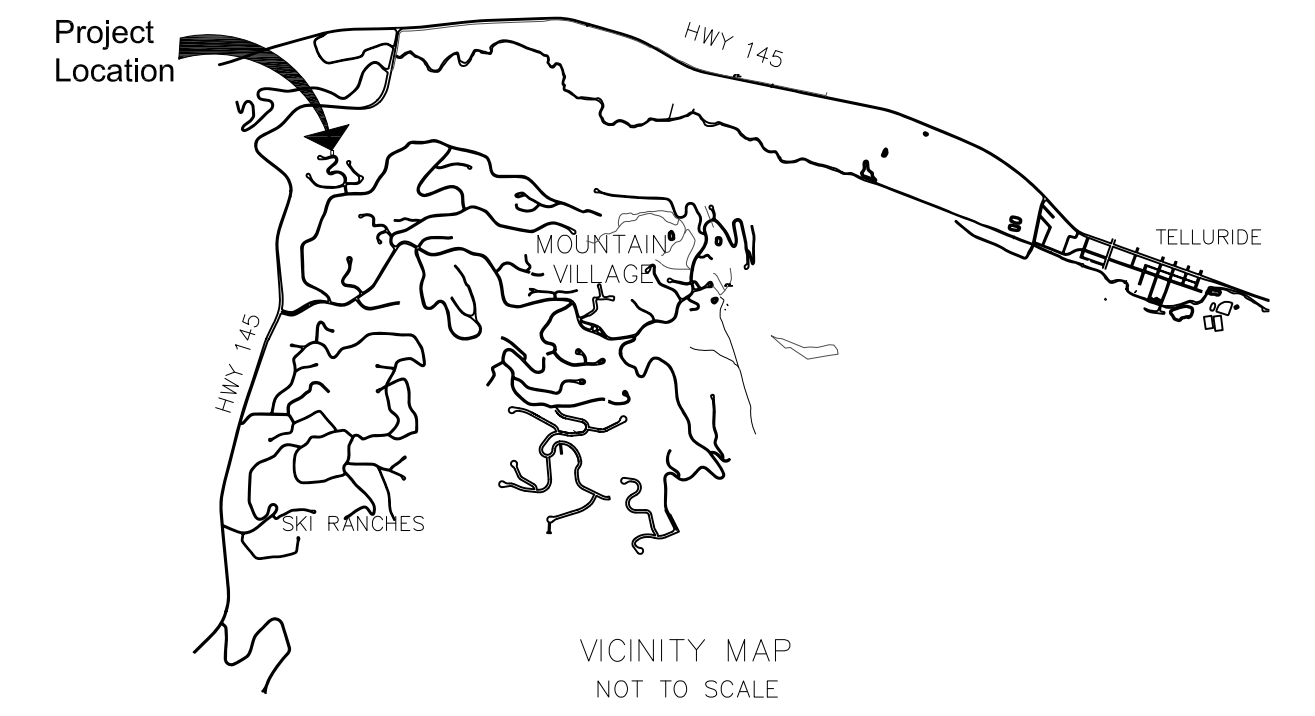 Project
Location
HWY 145
TELLURIDE
MOUNTAIN
VILLAGE
HWY 145
SKI RANCHES
VICINITY MAP
NOT TO SCALE